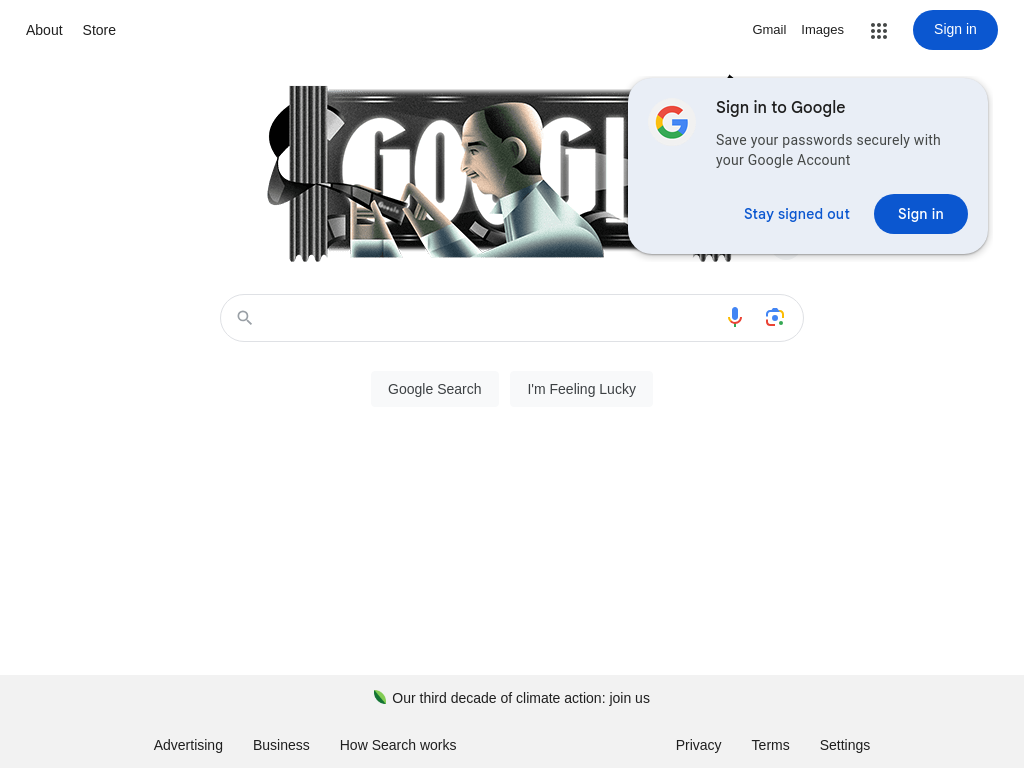 About
Store
Gmail
Images
Sign in
GOOGL
Sign in to Google
Save your passwords securely with
your Google Account
Stay signed out
Sign in
Google Search
I'm Feeling Lucky
Our third decade of climate action: join us
Advertising
Business
How Search works
Privacy
Terms
Settings